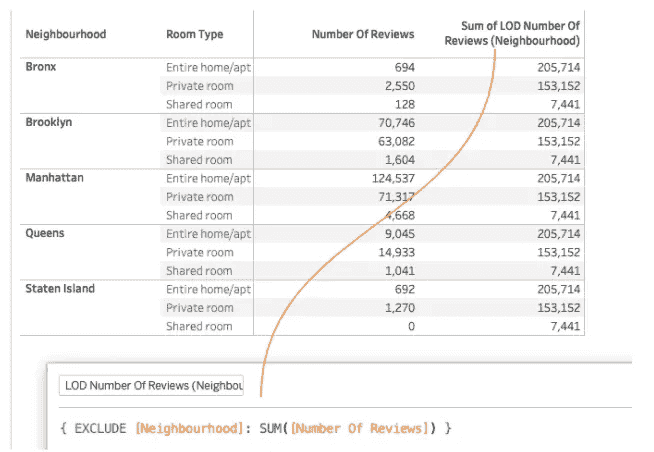 Neighbourhood Room Type Number Of Reviews Sum of LOD Number Of
Reviews (Neighbourhood)
Bronx Entire home/apt 694 205,714
Private room 2,550 153,152
Shared room 128 7,441
Brooklyn Entire home/apt 70,746 205,714
Private room 63,082 153,152
Shared room 1,604 7,441
Manhattan Entire home/apt 124,537 205,714
Private room 71,317 153,152
Shared room 4,668 7,441
Queens Entire home/apt 9,045 205,714
Private room 14,933 153,152
Shared room 1,041 7,441
Staten Island Entire home/apt 692 205,714
Private room 1,270 153,152
Shared room 0 7,441
LOD Number Of Reviews (Neighbou
{ EXCLUDE [Neighbourhood]: SUM([Number Of Reviews]) }